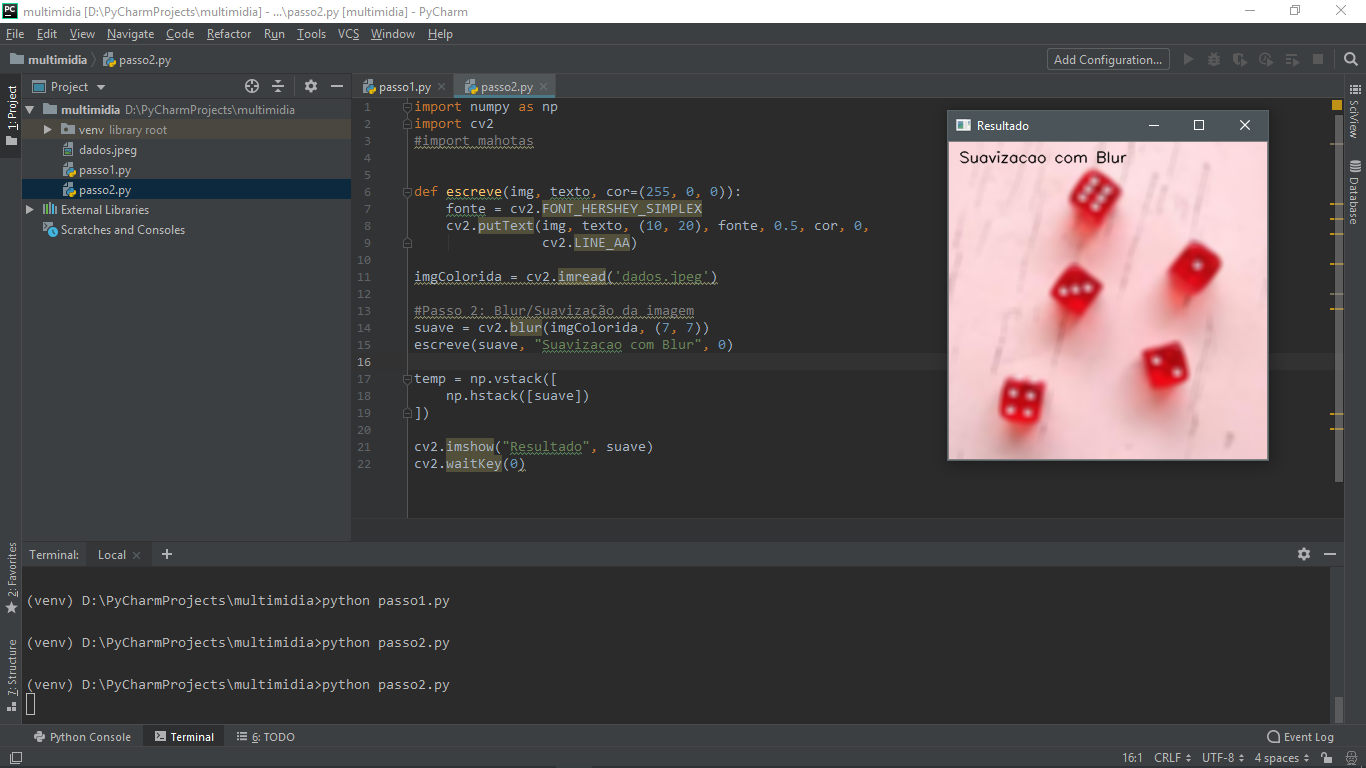 multimidia [D:\PyCharmProjects\multimidia] - ...\passo2.py [multimidia] - PyCharm
File Edit View Navigate Code Refactor Run Tools VCS Window Help
multimidia passo2.py Add Configuration...
1: Project
Project
multimidia D:\PyCharmProjects\multimidia
venv library root
dados.jpeg
passo1.py
passo2.py
External Libraries
Scratches and Consoles
passo1.py passo2.py
1 import numpy as np
2 import cv2
3 #import mahotas
4
5
6 def escreve(img, texto, cor=(255, 0, 0)):
7 fonte = cv2.FONT_HERSHEY_SIMPLEX
8 cv2.putText(img, texto, (10, 20), fonte, 0.5, cor, 0,
9 cv2.LINE_AA)
10
11 imgColorida = cv2.imread('dados.jpeg')
12
13 #Passo 2: Blur/Suavização da imagem
14 suave = cv2.blur(imgColorida, (7, 7))
15 escreve(suave, "Suavizacao com Blur", 0)
16
17 temp = np.vstack([
18 np.hstack([suave])
19 ])
20
21 cv2.imshow("Resultado", suave)
22 cv2.waitKey(0)
Resultado
Suavizacao com Blur
SciView
Database
2: Favorites
7: Structure
Terminal: Local
(venv) D:\PyCharmProjects\multimidia>python passo1.py
(venv) D:\PyCharmProjects\multimidia>python passo2.py
(venv) D:\PyCharmProjects\multimidia>python passo2.py
Python Console Terminal 6: TODO Event Log
16:1 CRLF UTF-8 4 spaces